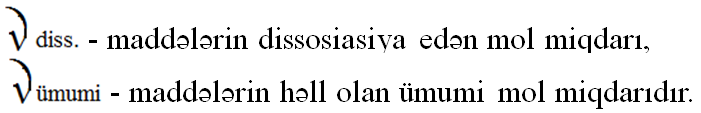 ν diss. - maddələrin dissosiasiya edən mol miqdarı,
ν ümumi - maddələrin həll olan ümumi mol miqdarıdır.